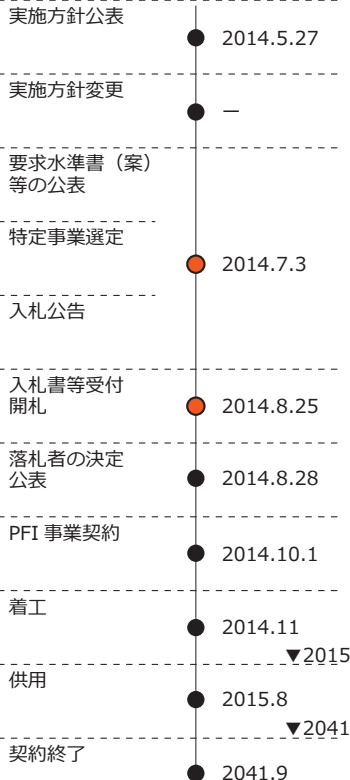 実施方針公表
2014.5.27
実施方針変更
—
要求水準書（案）
等の公表
特定事業選定
2014.7.3
入札公告
入札書等受付
開札
2014.8.25
落札者の決定
公表
2014.8.28
PFI 事業契約
2014.10.1
着工
2014.11
▼2015
供用
2015.8
▼2041
契約終了
2041.9